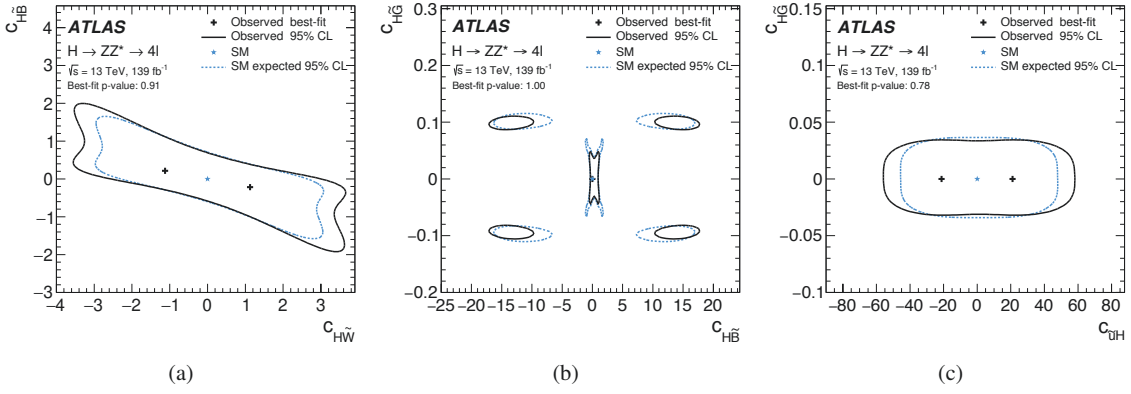 c_HB̃
4
3
2
1
0
−1
−2
−3
−4 −3 −2 −1 0 1 2 3
c_HW̃
ATLAS
H → ZZ* → 4l
√s = 13 TeV, 139 fb⁻¹
Best-fit p-value: 0.91
Observed best-fit
Observed 95% CL
SM
SM expected 95% CL
(a)
c_HG̃
0.3
0.2
0.1
0
−0.1
−0.2
−25 −20 −15 −10 −5 0 5 10 15 20
c_HB̃
ATLAS
H → ZZ* → 4l
√s = 13 TeV, 139 fb⁻¹
Best-fit p-value: 1.00
Observed best-fit
Observed 95% CL
SM
SM expected 95% CL
(b)
c_HG̃
0.15
0.1
0.05
0
−0.05
−0.1
−80 −60 −40 −20 0 20 40 60 80
c_ũH
ATLAS
H → ZZ* → 4l
√s = 13 TeV, 139 fb⁻¹
Best-fit p-value: 0.78
Observed best-fit
Observed 95% CL
SM
SM expected 95% CL
(c)